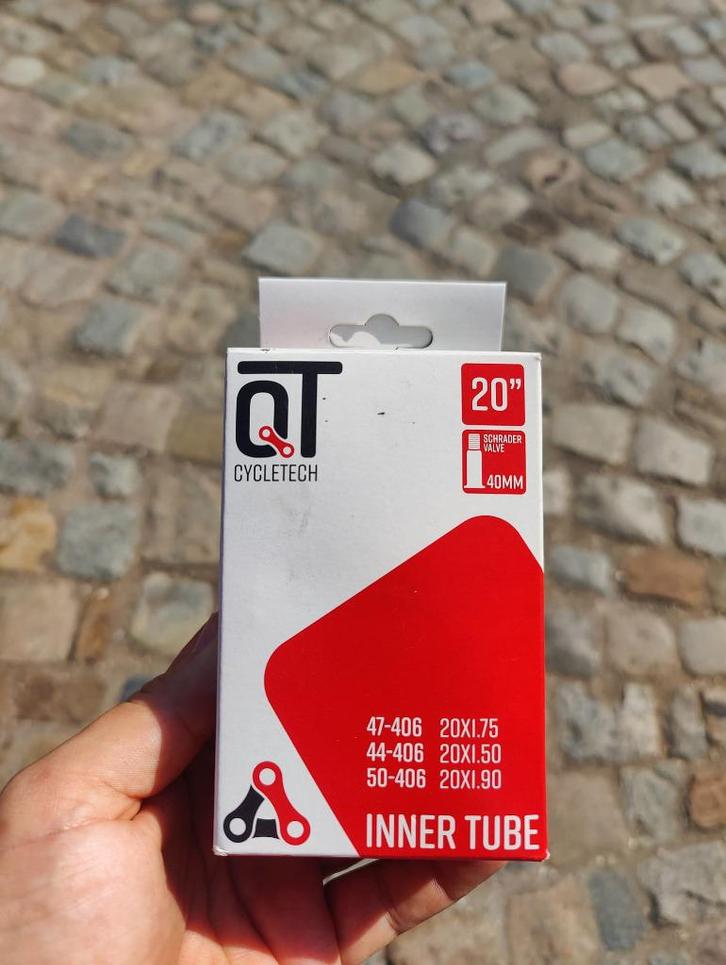 QT
CYCLETECH
20”
SCHRADER
VALVE
40MM
47-406 20X1.75
44-406 20X1.50
50-406 20X1.90
INNER TUBE